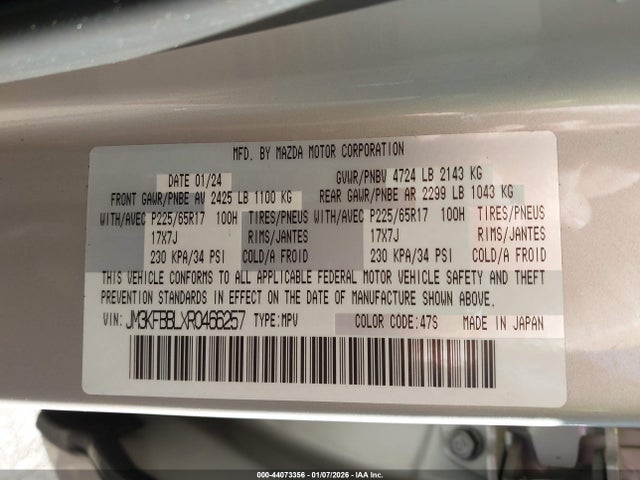 MFD. BY MAZDA MOTOR CORPORATION
DATE 01/24 GVWR/PNBV 4724 LB 2143 KG
FRONT GAWR/PNBE AV 2425 LB 1100 KG REAR GAWR/PNBE AR 2299 LB 1043 KG
WITH/AVEC P225/65R17 100H TIRES/PNEUS WITH/AVEC P225/65R17 100H TIRES/PNEUS
17X7J RIMS/JANTES 17X7J RIMS/JANTES
230 KPA/34 PSI COLD/A FROID 230 KPA/34 PSI COLD/A FROID
THIS VEHICLE CONFORMS TO ALL APPLICABLE FEDERAL MOTOR VEHICLE SAFETY AND THEFT
PREVENTION STANDARDS IN EFFECT ON THE DATE OF MANUFACTURE SHOWN ABOVE.
VIN: JM3KFBBLXR0466257 TYPE:MPV COLOR CODE:47S MADE IN JAPAN
000-44073356 - 01/07/2026 - IAA Inc.